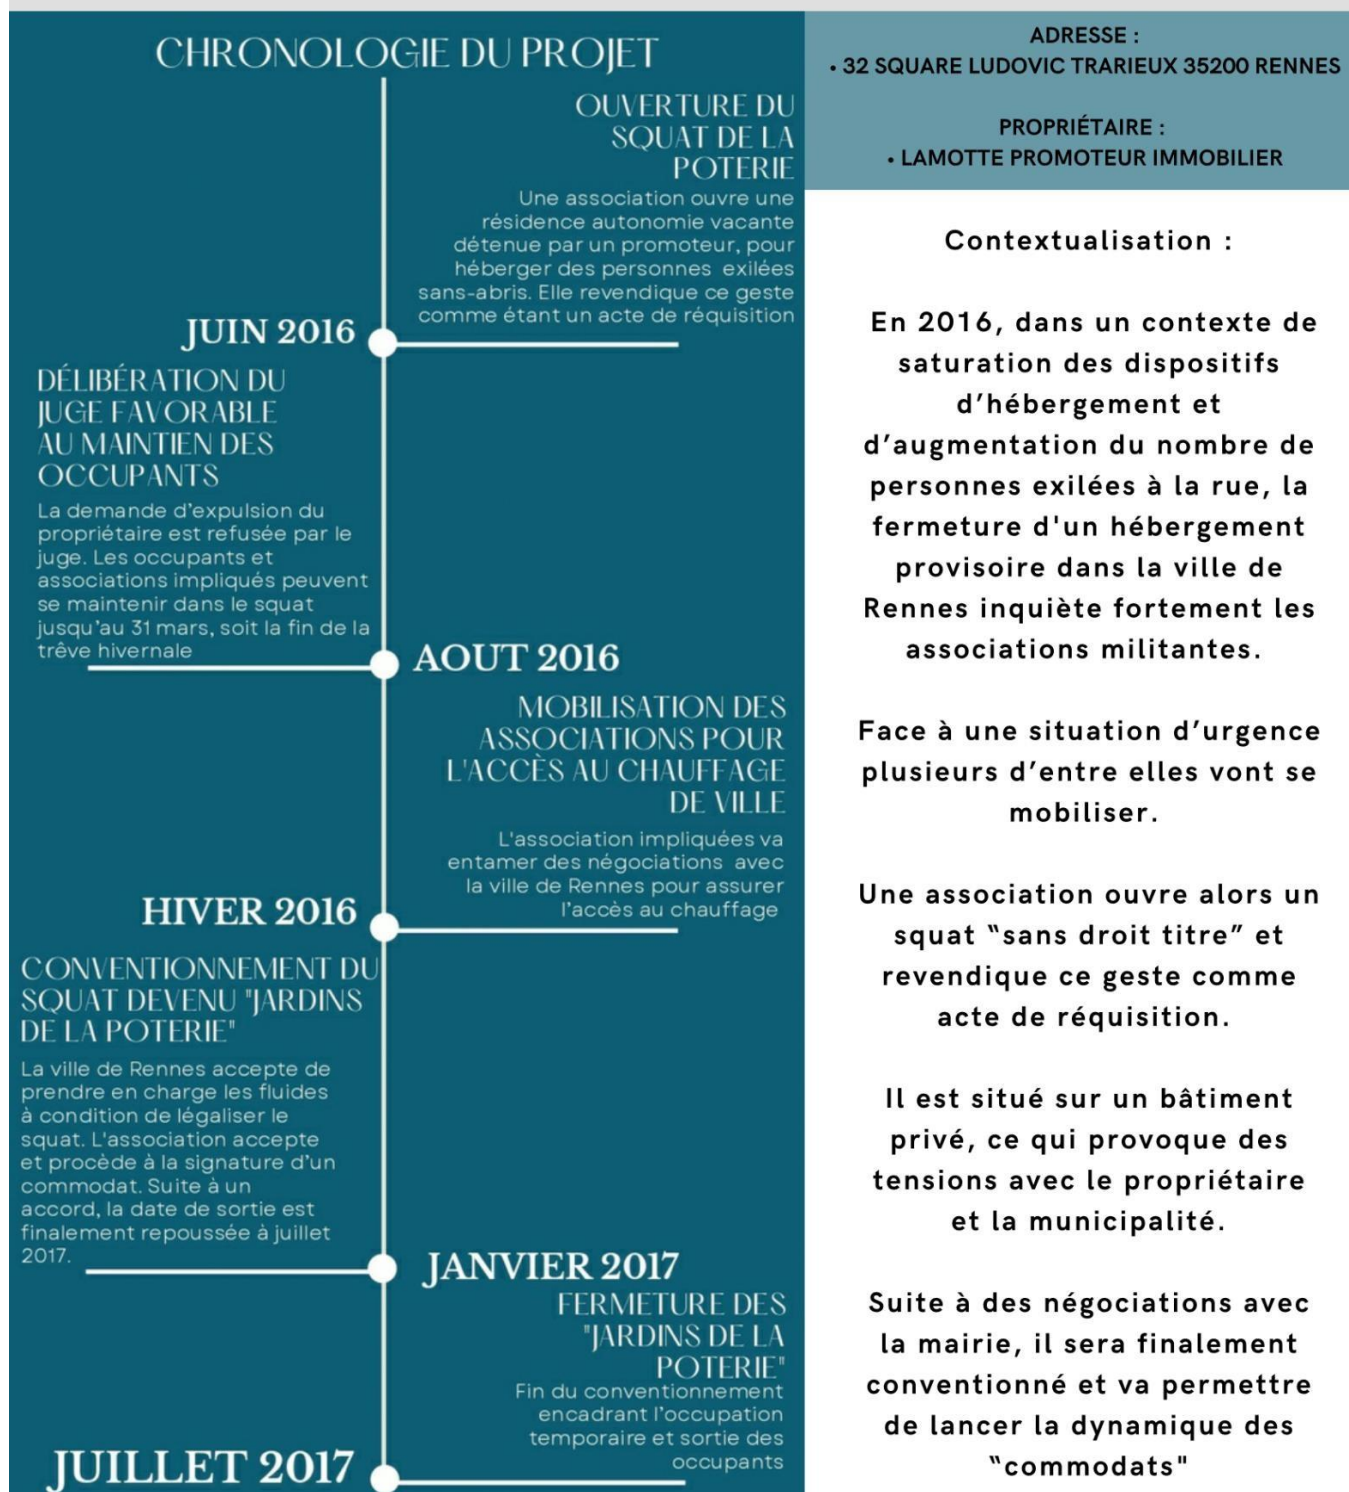 CHRONOLOGIE DU PROJET
OUVERTURE DU
SQUAT DE LA
POTERIE
Une association ouvre une
résidence autonomie vacante
détenue par un promoteur, pour
héberger des personnes exilées
sans-abris. Elle revendique ce geste
comme étant un acte de réquisition
JUIN 2016
DÉLIBÉRATION DU
JUGE FAVORABLE
AU MAINTIEN DES
OCCUPANTS
La demande d'expulsion du
propriétaire est refusée par le
juge. Les occupants et
associations impliqués peuvent
se maintenir dans le squat
jusqu'au 31 mars, soit la fin de la
trêve hivernale
AOUT 2016
MOBILISATION DES
ASSOCIATIONS POUR
L'ACCÈS AU CHAUFFAGE
DE VILLE
L'association impliquées va
entamer des négociations avec
la ville de Rennes pour assurer
l'accès au chauffage
HIVER 2016
CONVENTIONNEMENT DU
SQUAT DEVENU "JARDINS
DE LA POTERIE"
La ville de Rennes accepte de
prendre en charge les fluides
à condition de légaliser le
squat. L'association accepte
et procède à la signature d'un
commodat. Suite à un
accord, la date de sortie est
finalement repoussée à juillet
2017.
JANVIER 2017
FERMETURE DES
"JARDINS DE LA
POTERIE"
Fin du conventionnement
encadrant l'occupation
temporaire et sortie des
occupants
JUILLET 2017
ADRESSE :
• 32 SQUARE LUDOVIC TRARIEUX 35200 RENNES
PROPRIÉTAIRE :
• LAMOTTE PROMOTEUR IMMOBILIER
Contextualisation :
En 2016, dans un contexte de
saturation des dispositifs
d'hébergement et
d'augmentation du nombre de
personnes exilées à la rue, la
fermeture d'un hébergement
provisoire dans la ville de
Rennes inquiète fortement les
associations militantes.
Face à une situation d'urgence
plusieurs d'entre elles vont se
mobiliser.
Une association ouvre alors un
squat “sans droit titre” et
revendique ce geste comme
acte de réquisition.
Il est situé sur un bâtiment
privé, ce qui provoque des
tensions avec le propriétaire
et la municipalité.
Suite à des négociations avec
la mairie, il sera finalement
conventionné et va permettre
de lancer la dynamique des
“commodats"